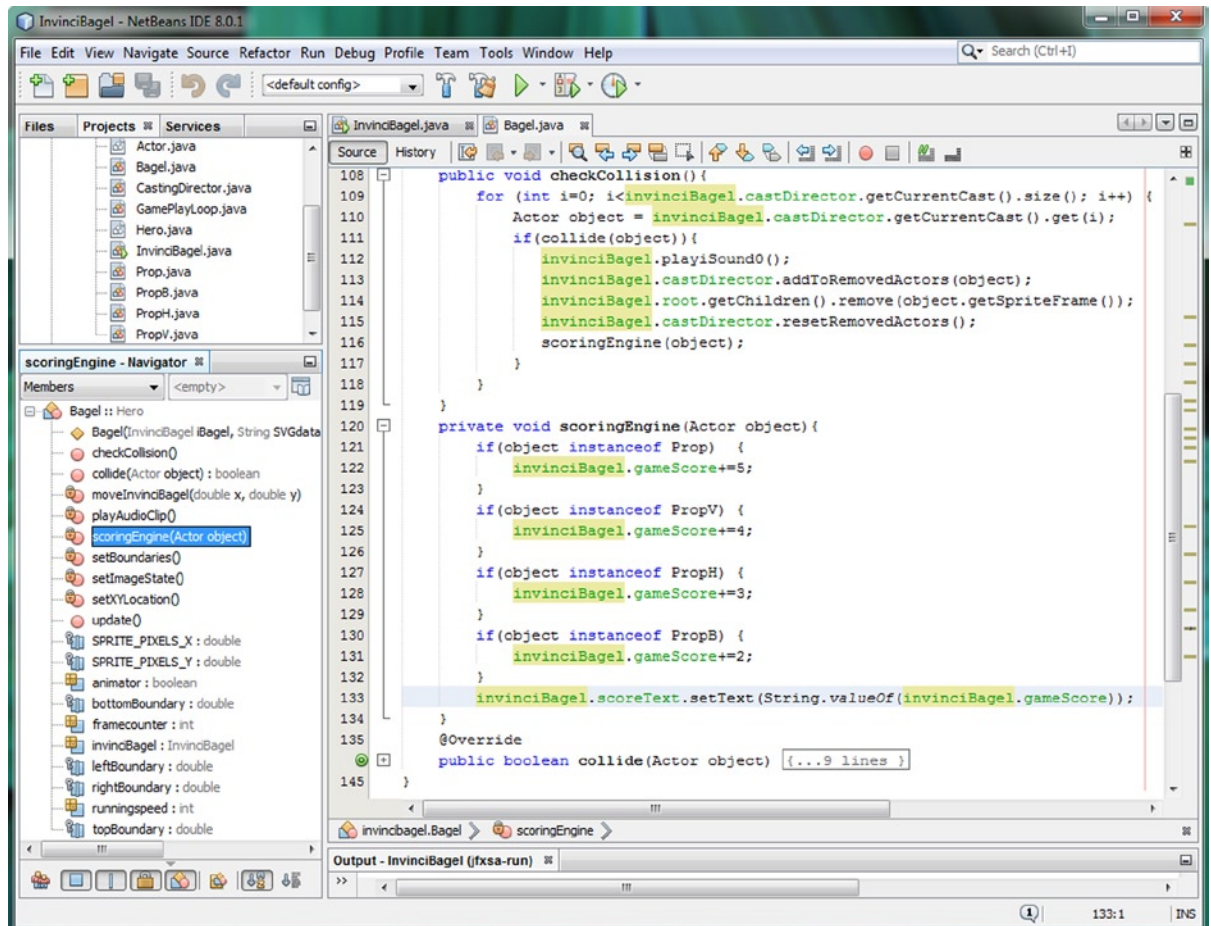 InvinciBagel - NetBeans IDE 8.0.1
File Edit View Navigate Source Refactor Run Debug Profile Team Tools Window Help
Search (Ctrl+I)
<default config>
Files Projects Services
Actor.java
Bagel.java
CastingDirector.java
GamePlayLoop.java
Hero.java
InvinciBagel.java
Prop.java
PropB.java
PropH.java
PropV.java
scoringEngine - Navigator
Members <empty>
Bagel :: Hero
Bagel(InvinciBagel iBagel, String SVGdata
checkCollision()
collide(Actor object) : boolean
moveInvinciBagel(double x, double y)
playAudioClip()
scoringEngine(Actor object)
setBoundaries()
setImageState()
setXYLocation()
update()
SPRITE_PIXELS_X : double
SPRITE_PIXELS_Y : double
animator : boolean
bottomBoundary : double
framecounter : int
invinciBagel : InvinciBagel
leftBoundary : double
rightBoundary : double
runningspeed : int
topBoundary : double
InvinciBagel.java Bagel.java
Source History
108 public void checkCollision(){
109 for (int i=0; i<invinciBagel.castDirector.getCurrentCast().size(); i++) {
110 Actor object = invinciBagel.castDirector.getCurrentCast().get(i);
111 if(collide(object)){
112 invinciBagel.playiSound0();
113 invinciBagel.castDirector.addToRemovedActors(object);
114 invinciBagel.root.getChildren().remove(object.getSpriteFrame());
115 invinciBagel.castDirector.resetRemovedActors();
116 scoringEngine(object);
117 }
118 }
119 }
120 private void scoringEngine(Actor object){
121 if(object instanceof Prop) {
122 invinciBagel.gameScore+=5;
123 }
124 if(object instanceof PropV) {
125 invinciBagel.gameScore+=4;
126 }
127 if(object instanceof PropH) {
128 invinciBagel.gameScore+=3;
129 }
130 if(object instanceof PropB) {
131 invinciBagel.gameScore+=2;
132 }
133 invinciBagel.scoreText.setText(String.valueOf(invinciBagel.gameScore));
134 }
135 @Override
public boolean collide(Actor object) {...9 lines }
145 }
invincibagel.Bagel scoringEngine
Output - InvinciBagel (jfxsa-run)
1 133:1 INS